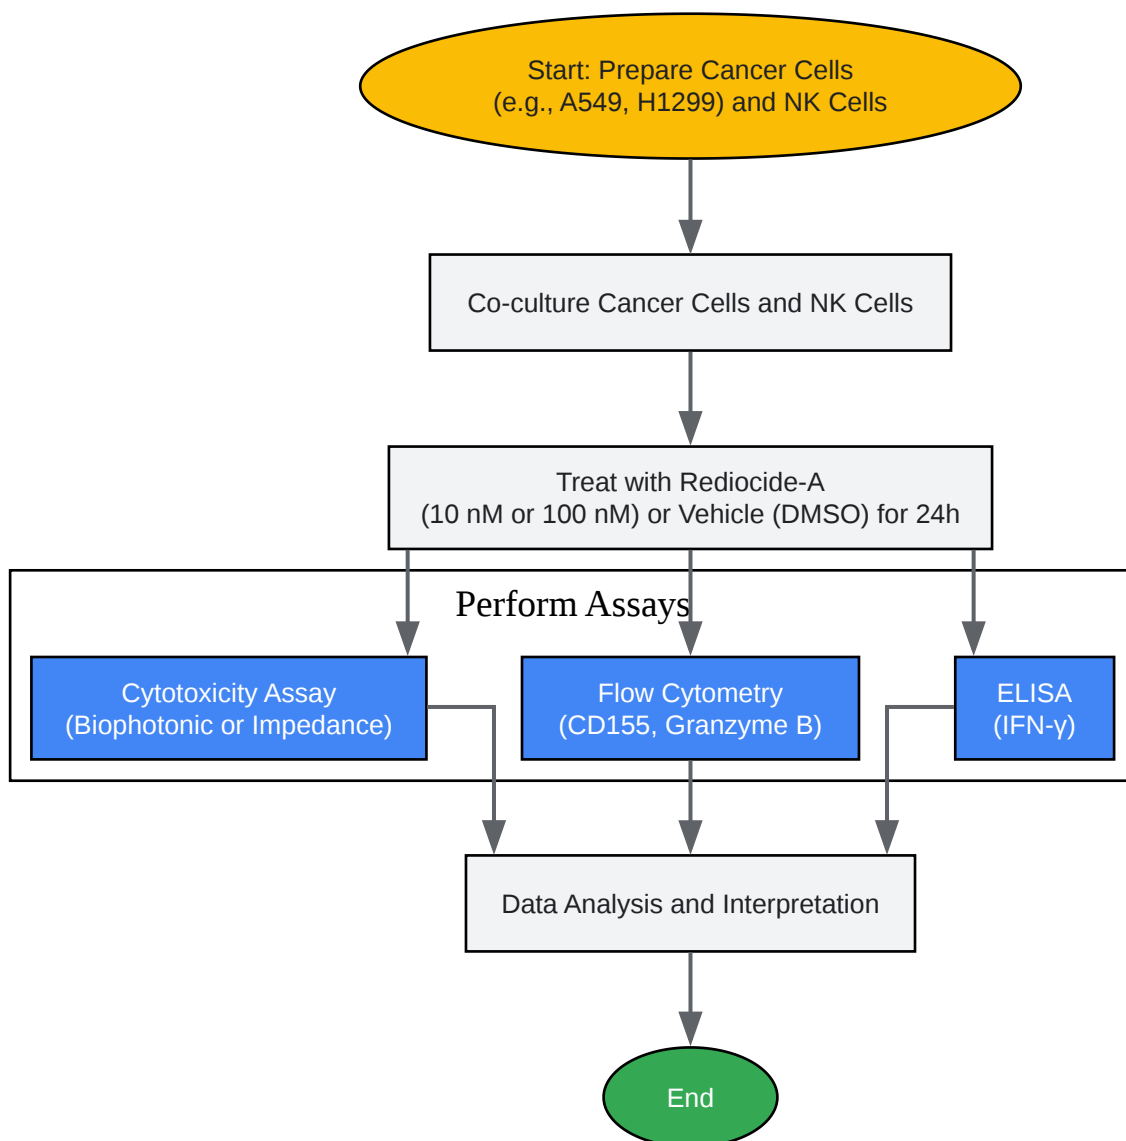 Start: Prepare Cancer Cells
(e.g., A549, H1299) and NK Cells
Co-culture Cancer Cells and NK Cells
Treat with Rediocide-A
(10 nM or 100 nM) or Vehicle (DMSO) for 24h
Perform Assays
Cytotoxicity Assay
(Biophotonic or Impedance)
Flow Cytometry
(CD155, Granzyme B)
ELISA
(IFN-γ)
Data Analysis and Interpretation
End